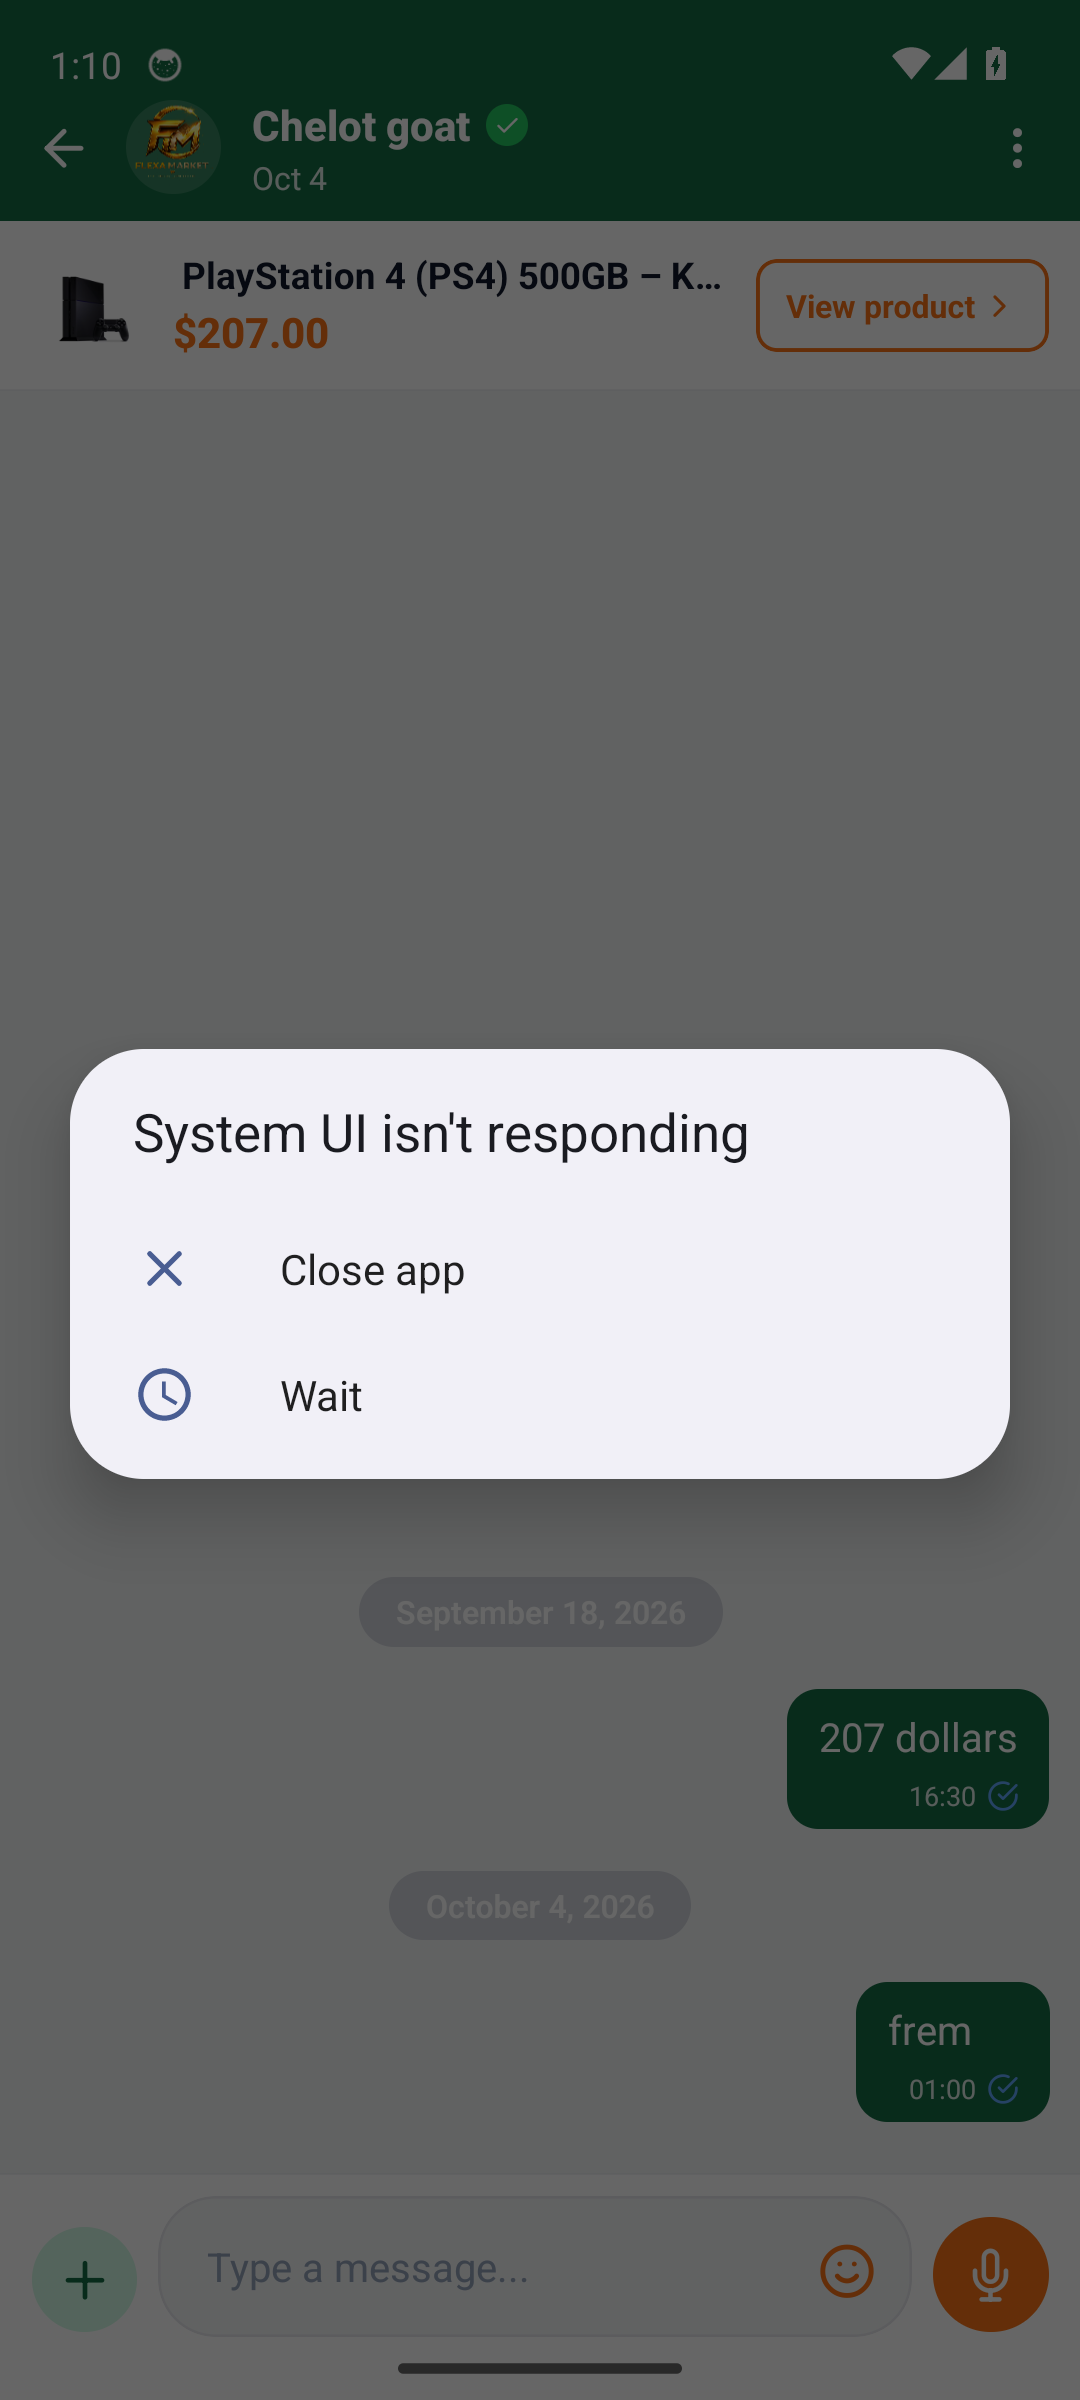 1:10
Chelot goat
Oct 4
PlayStation 4 (PS4) 500GB – K...
$207.00
View product
System UI isn't responding
Close app
Wait
September 18, 2026
207 dollars
16:30
October 4, 2026
frem
01:00
Type a message...